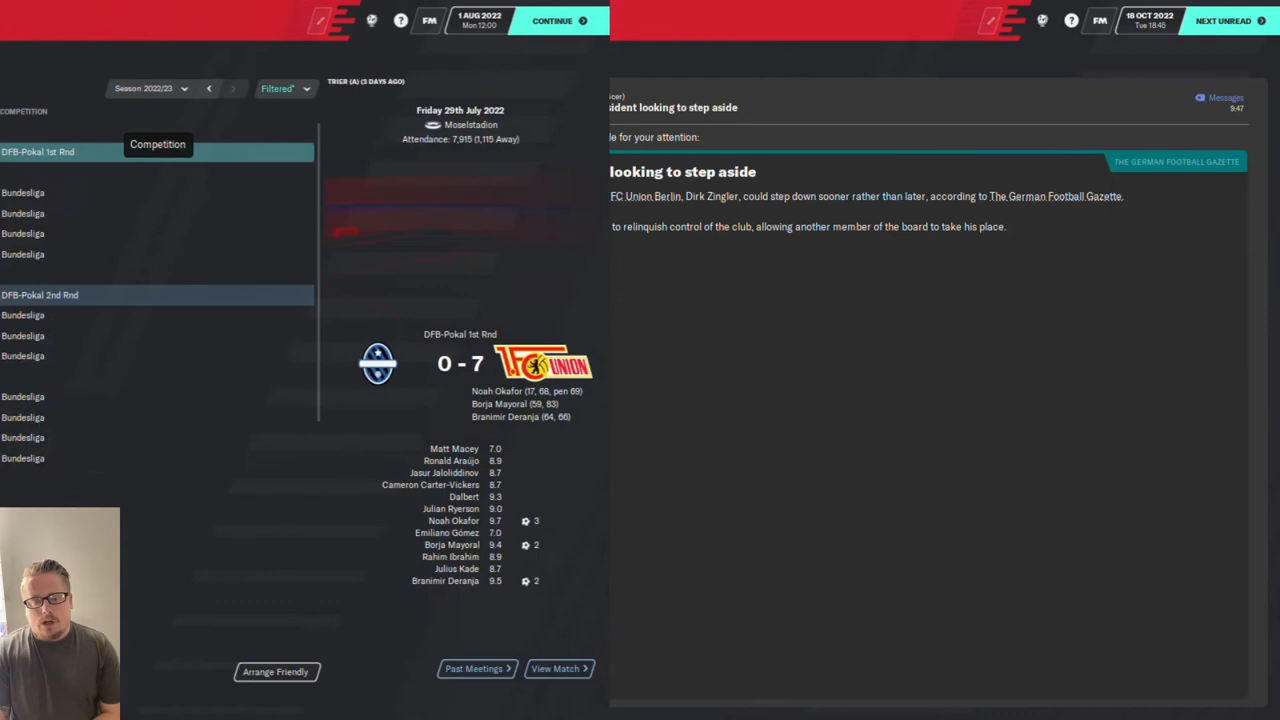 FM
1 AUG 2022
Mon 12:00
CONTINUE
Season 2022/23
Filtered*
COMPETITION
Competition
DFB-Pokal 1st Rnd
Bundesliga
Bundesliga
Bundesliga
Bundesliga
DFB-Pokal 2nd Rnd
Bundesliga
Bundesliga
Bundesliga
Bundesliga
Bundesliga
Bundesliga
Bundesliga
Arrange Friendly
TRIER (A) (3 DAYS AGO)
Friday 29th July 2022
Moselstadion
Attendance: 7,915 (1,115 Away)
DFB-Pokal 1st Rnd
0 - 7
1.FC UNION
Noah Okafor (17, 68, pen 69)
Borja Mayoral (59, 83)
Branimir Deranja (64, 66)
Matt Macey 7.0
Ronald Araújo 8.9
Jasur Jaloliddinov 8.7
Cameron Carter-Vickers 8.7
Dalbert 9.3
Julian Ryerson 9.0
Noah Okafor 9.7 3
Emiliano Gómez 7.0
Borja Mayoral 9.4 2
Rahim Ibrahim 8.9
Julius Kade 8.7
Branimir Deranja 9.5 2
Past Meetings
View Match
FM
18 OCT 2022
Tue 18:45
NEXT UNREAD
icer)
sident looking to step aside
Messages
9:47
le for your attention:
THE GERMAN FOOTBALL GAZETTE
looking to step aside
FC Union Berlin, Dirk Zingler, could step down sooner rather than later, according to The German Football Gazette.
to relinquish control of the club, allowing another member of the board to take his place.